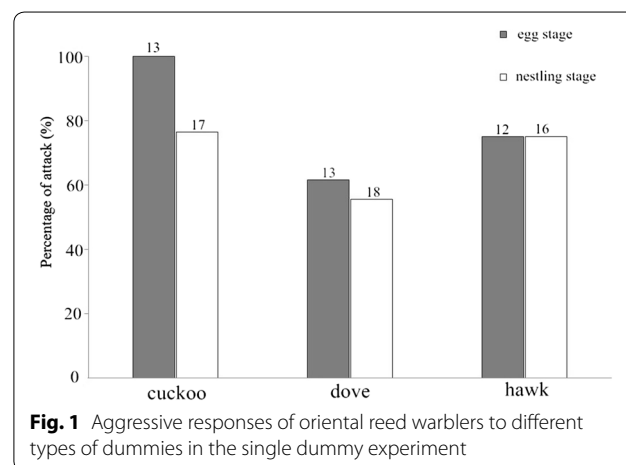 egg stage
nestling stage
Percentage of attack (%)
100
80
60
40
20
0
13
17
13
18
12
16
cuckoo
dove
hawk
Fig. 1 Aggressive responses of oriental reed warblers to different
types of dummies in the single dummy experiment